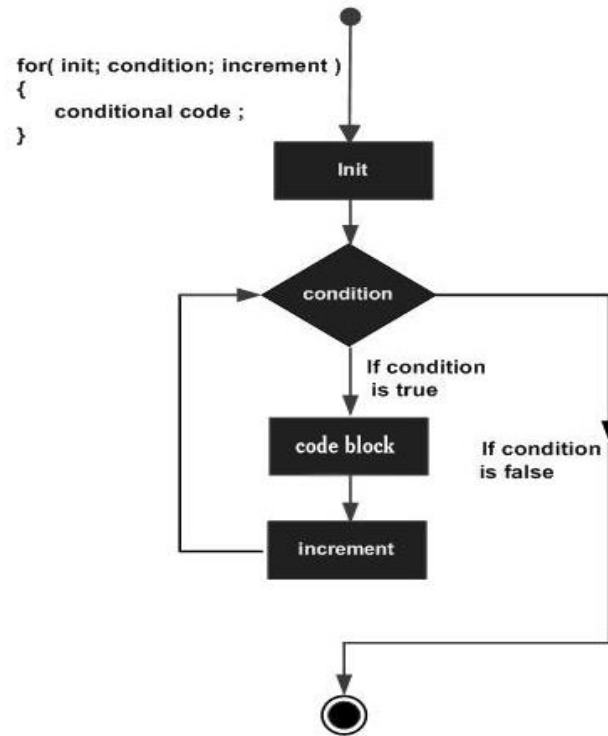 for( init; condition; increment )
{
conditional code ;
}
Init
condition
If condition
is true
code block
If condition
is false
increment